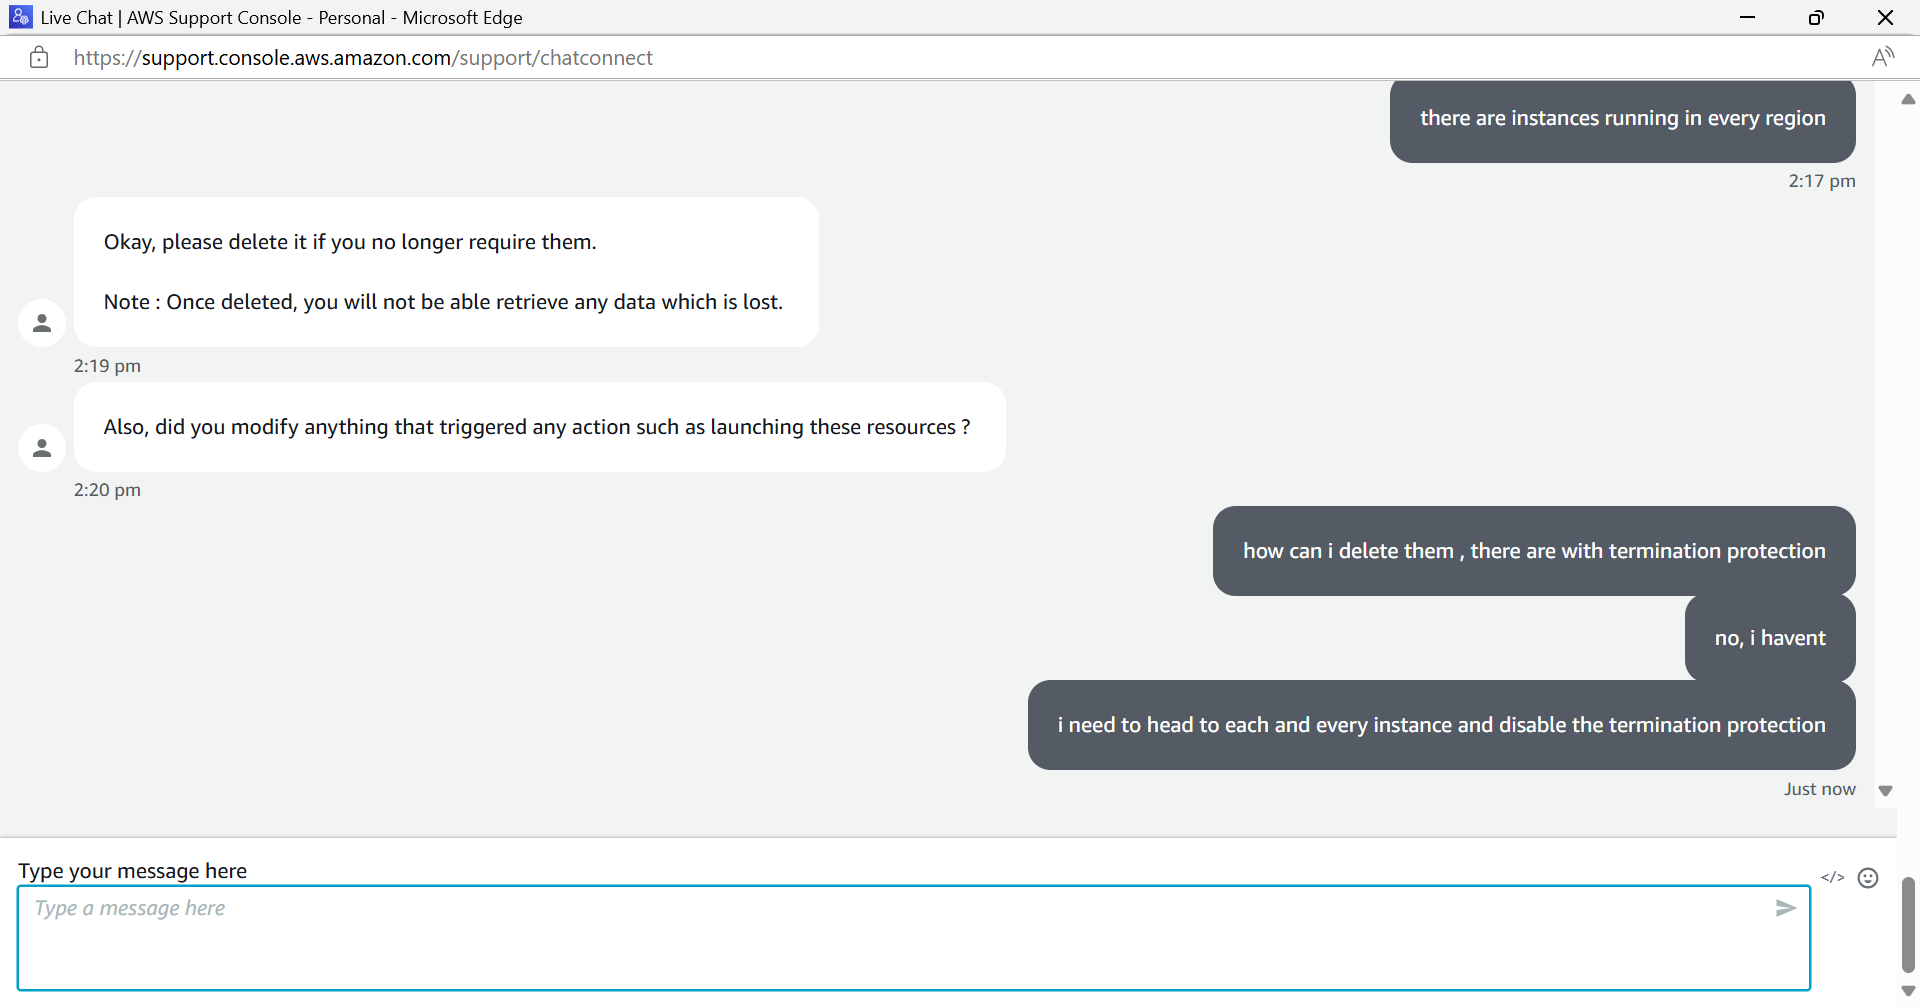 Live Chat | AWS Support Console - Personal - Microsoft Edge
https://support.console.aws.amazon.com/support/chatconnect
there are instances running in every region
2:17 pm
Okay, please delete it if you no longer require them.
Note : Once deleted, you will not be able retrieve any data which is lost.
2:19 pm
Also, did you modify anything that triggered any action such as launching these resources ?
2:20 pm
how can i delete them , there are with termination protection
no, i havent
i need to head to each and every instance and disable the termination protection
Just now
Type your message here
</>
Type a message here